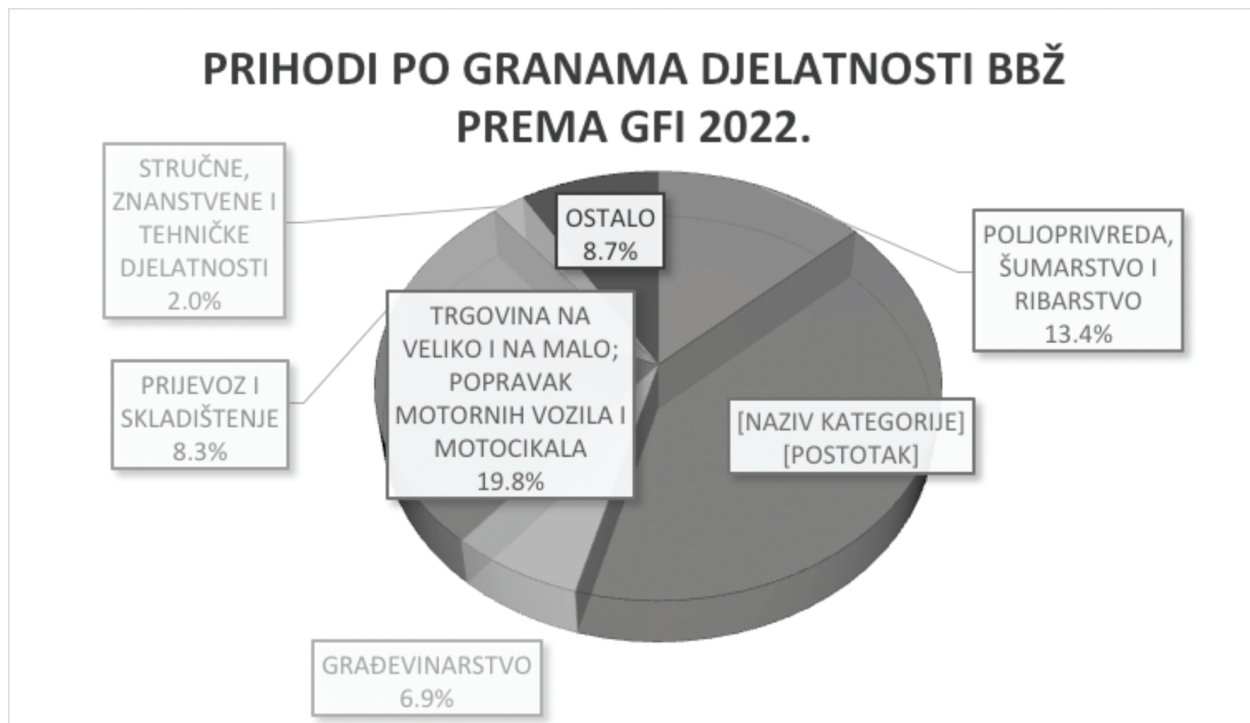 PRIHODI PO GRANAMA DJELATNOSTI BBŽ
PREMA GFI 2022.
STRUČNE,
ZNANSTVENE I
TEHNIČKE
DJELATNOSTI
2.0%
OSTALO
8.7%
POLJOPRIVREDA,
ŠUMARSTVO I
RIBARSTVO
13.4%
TRGOVINA NA
VELIKO I NA MALO;
POPRAVAK
MOTORNIH VOZILA I
MOTOCIKALA
19.8%
PRIJEVOZ I
SKLADIŠTENJE
8.3%
[NAZIV KATEGORIJE]
[POSTOTAK]
GRAĐEVINARSTVO
6.9%